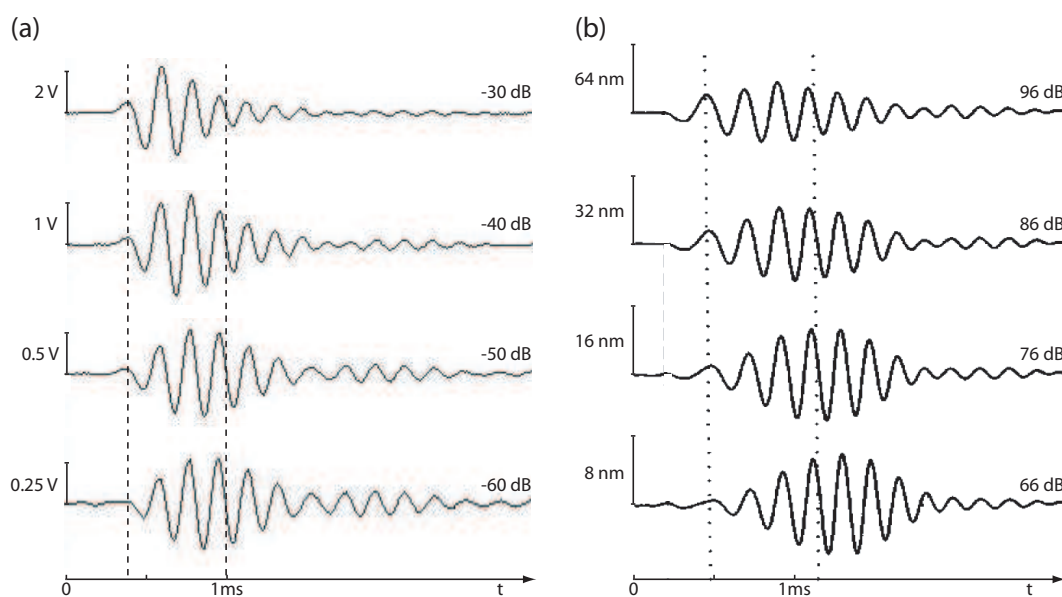 (a)
2 V
-30 dB
1 V
-40 dB
0.5 V
-50 dB
0.25 V
-60 dB
0
1ms
t
(b)
64 nm
96 dB
32 nm
86 dB
16 nm
76 dB
8 nm
66 dB
0
1ms
t